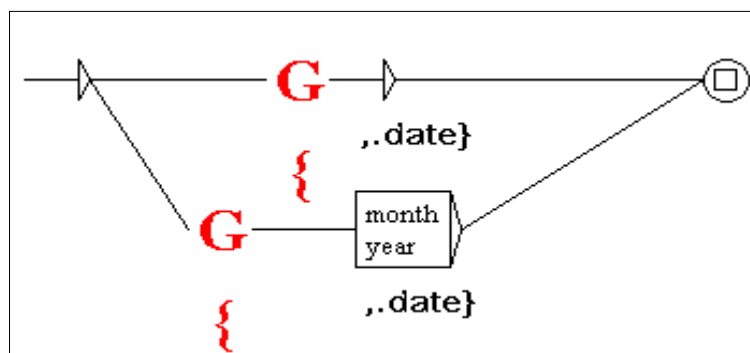 G
,.date}
{
G
month
year
,.date}
{